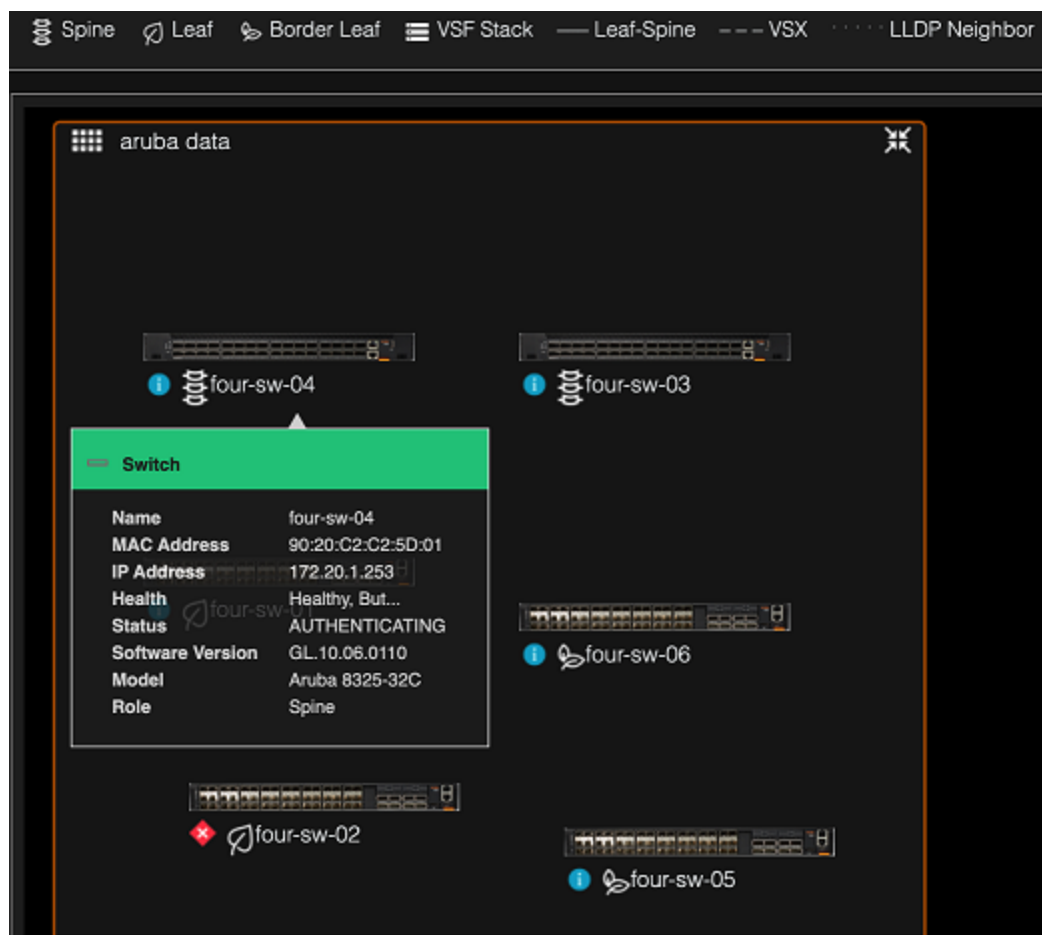 Spine Leaf Border Leaf VSF Stack Leaf-Spine VSX LLDP Neighbor
aruba data
four-sw-04 four-sw-03
Switch
Name four-sw-04
MAC Address 90:20:C2:C2:5D:01
IP Address 172.20.1.253
Health Healthy, But...
four-sw-01
Status AUTHENTICATING
Software Version GL.10.06.0110
Model Aruba 8325-32C
Role Spine
four-sw-06
four-sw-02
four-sw-05